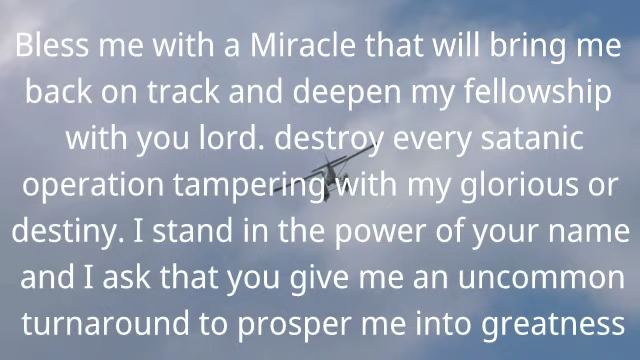 Bless me with a Miracle that will bring me
back on track and deepen my fellowship
with you lord. destroy every satanic
operation tampering with my glorious or
destiny. I stand in the power of your name
and I ask that you give me an uncommon
turnaround to prosper me into greatness